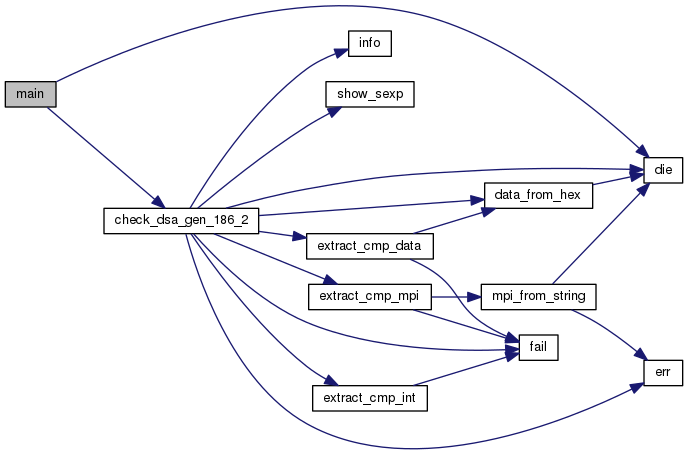 main
info
show_sexp
die
data_from_hex
check_dsa_gen_186_2
extract_cmp_data
extract_cmp_mpi
mpi_from_string
fail
err
extract_cmp_int